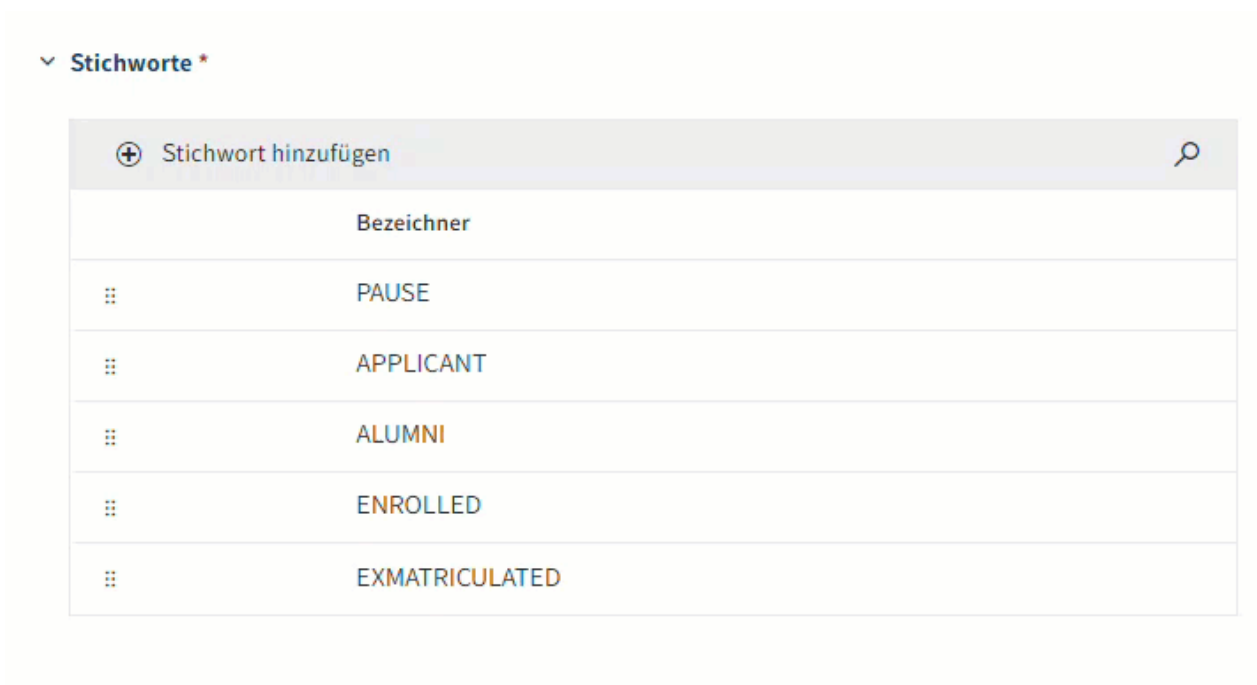 Stichworte *
Stichwort hinzufügen
Bezeichner
PAUSE
APPLICANT
ALUMNI
ENROLLED
EXMATRICULATED